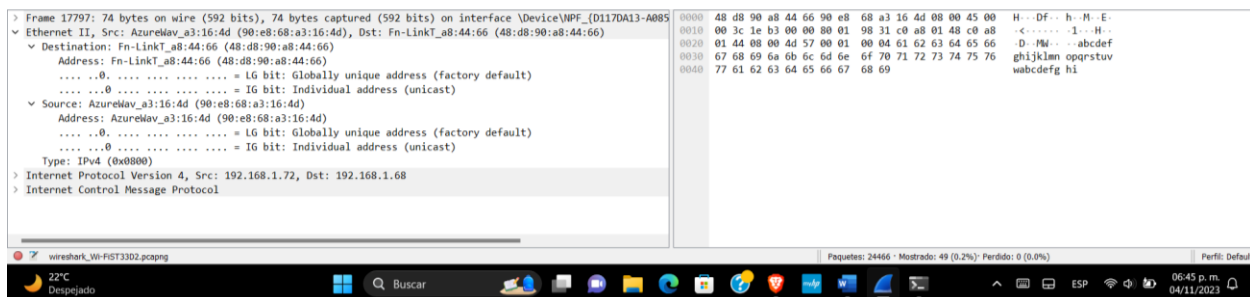 > Frame 17797: 74 bytes on wire (592 bits), 74 bytes captured (592 bits) on interface \Device\NPF_{D117DA13-A085
Ethernet II, Src: AzureWav_a3:16:4d (90:e8:68:a3:16:4d), Dst: Fn-LinkT_a8:44:66 (48:d8:90:a8:44:66)
Destination: Fn-LinkT_a8:44:66 (48:d8:90:a8:44:66)
Address: Fn-LinkT_a8:44:66 (48:d8:90:a8:44:66)
.... ..0. .... .... .... .... = LG bit: Globally unique address (factory default)
.... ...0 .... .... .... .... = IG bit: Individual address (unicast)
Source: AzureWav_a3:16:4d (90:e8:68:a3:16:4d)
Address: AzureWav_a3:16:4d (90:e8:68:a3:16:4d)
.... ..0. .... .... .... .... = LG bit: Globally unique address (factory default)
.... ...0 .... .... .... .... = IG bit: Individual address (unicast)
Type: IPv4 (0x0800)
> Internet Protocol Version 4, Src: 192.168.1.72, Dst: 192.168.1.68
> Internet Control Message Protocol
0000 48 d8 90 a8 44 66 90 e8 68 a3 16 4d 08 00 45 00 H···Df··h··M··E·
0010 00 3c 1e b3 00 00 80 01 98 31 c0 a8 01 48 c0 a8 ·<·······1···H··
0020 01 44 08 00 4d 57 00 01 00 04 61 62 63 64 65 66 ·D··MW····abcdef
0030 67 68 69 6a 6b 6c 6d 6e 6f 70 71 72 73 74 75 76 ghijklmn opqrstuv
0040 77 61 62 63 64 65 66 67 68 69 wabcdefg hi
wireshark_Wi-FiST33D2.pcapng
Paquetes: 24466 · Mostrado: 49 (0.2%) · Perdido: 0 (0.0%)
Perfil: Defaul
22°C
Despejado
Buscar
ESP
06:45 p. m.
04/11/2023